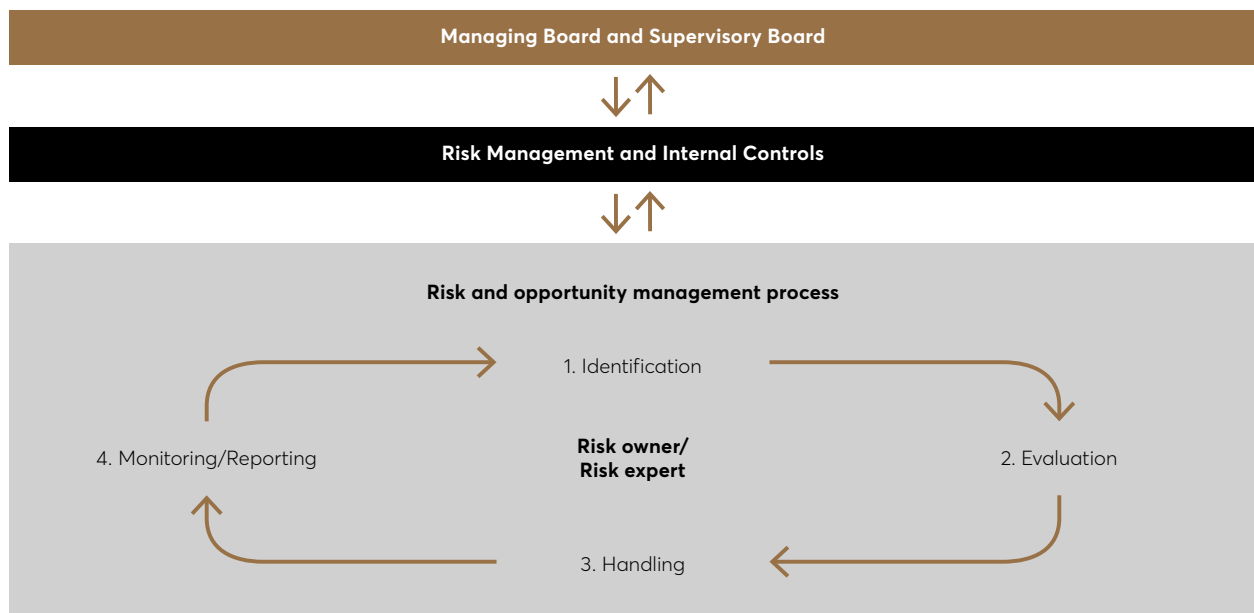 Managing Board and Supervisory Board
Risk Management and Internal Controls
Risk and opportunity management process
1. Identification
4. Monitoring/Reporting
Risk owner/
Risk expert
2. Evaluation
3. Handling